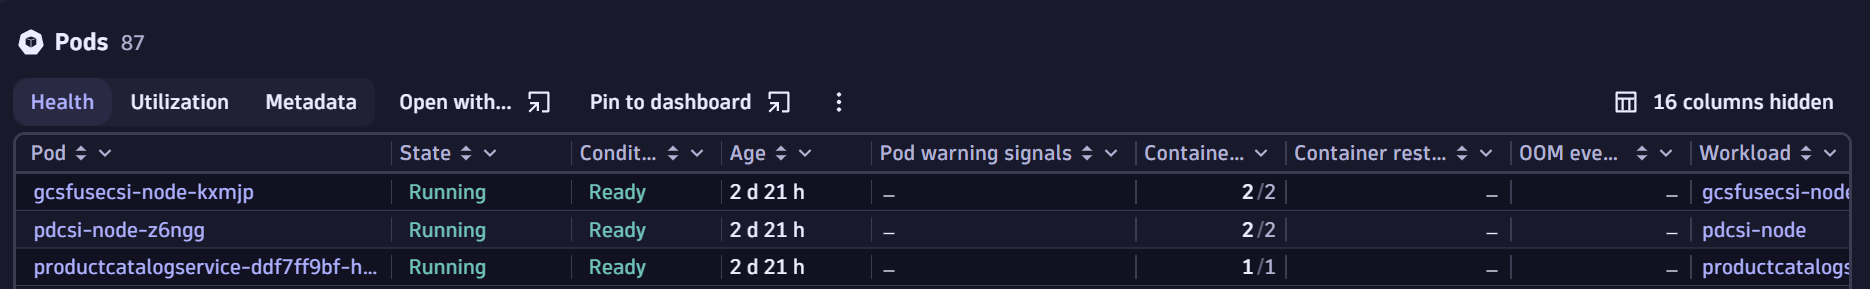 Pods 87
Health Utilization Metadata Open with... Pin to dashboard 16 columns hidden
Pod State Condit... Age Pod warning signals Containe... Container rest... OOM eve... Workload
gcsfusecsi-node-kxmjp Running Ready 2 d 21 h – 2/2 – – gcsfusecsi-node
pdcsi-node-z6ngg Running Ready 2 d 21 h – 2/2 – – pdcsi-node
productcatalogservice-ddf7ff9bf-h... Running Ready 2 d 21 h – 1/1 – – productcatalogs